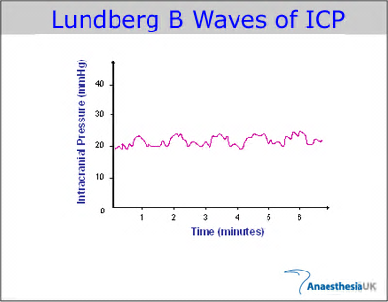 Lundberg B Waves of ICP
Intracranial Pressure (mmHg)
40
30
20
10
0
1 2 3 4 5 6
Time (minutes)
AnaesthesiaUK